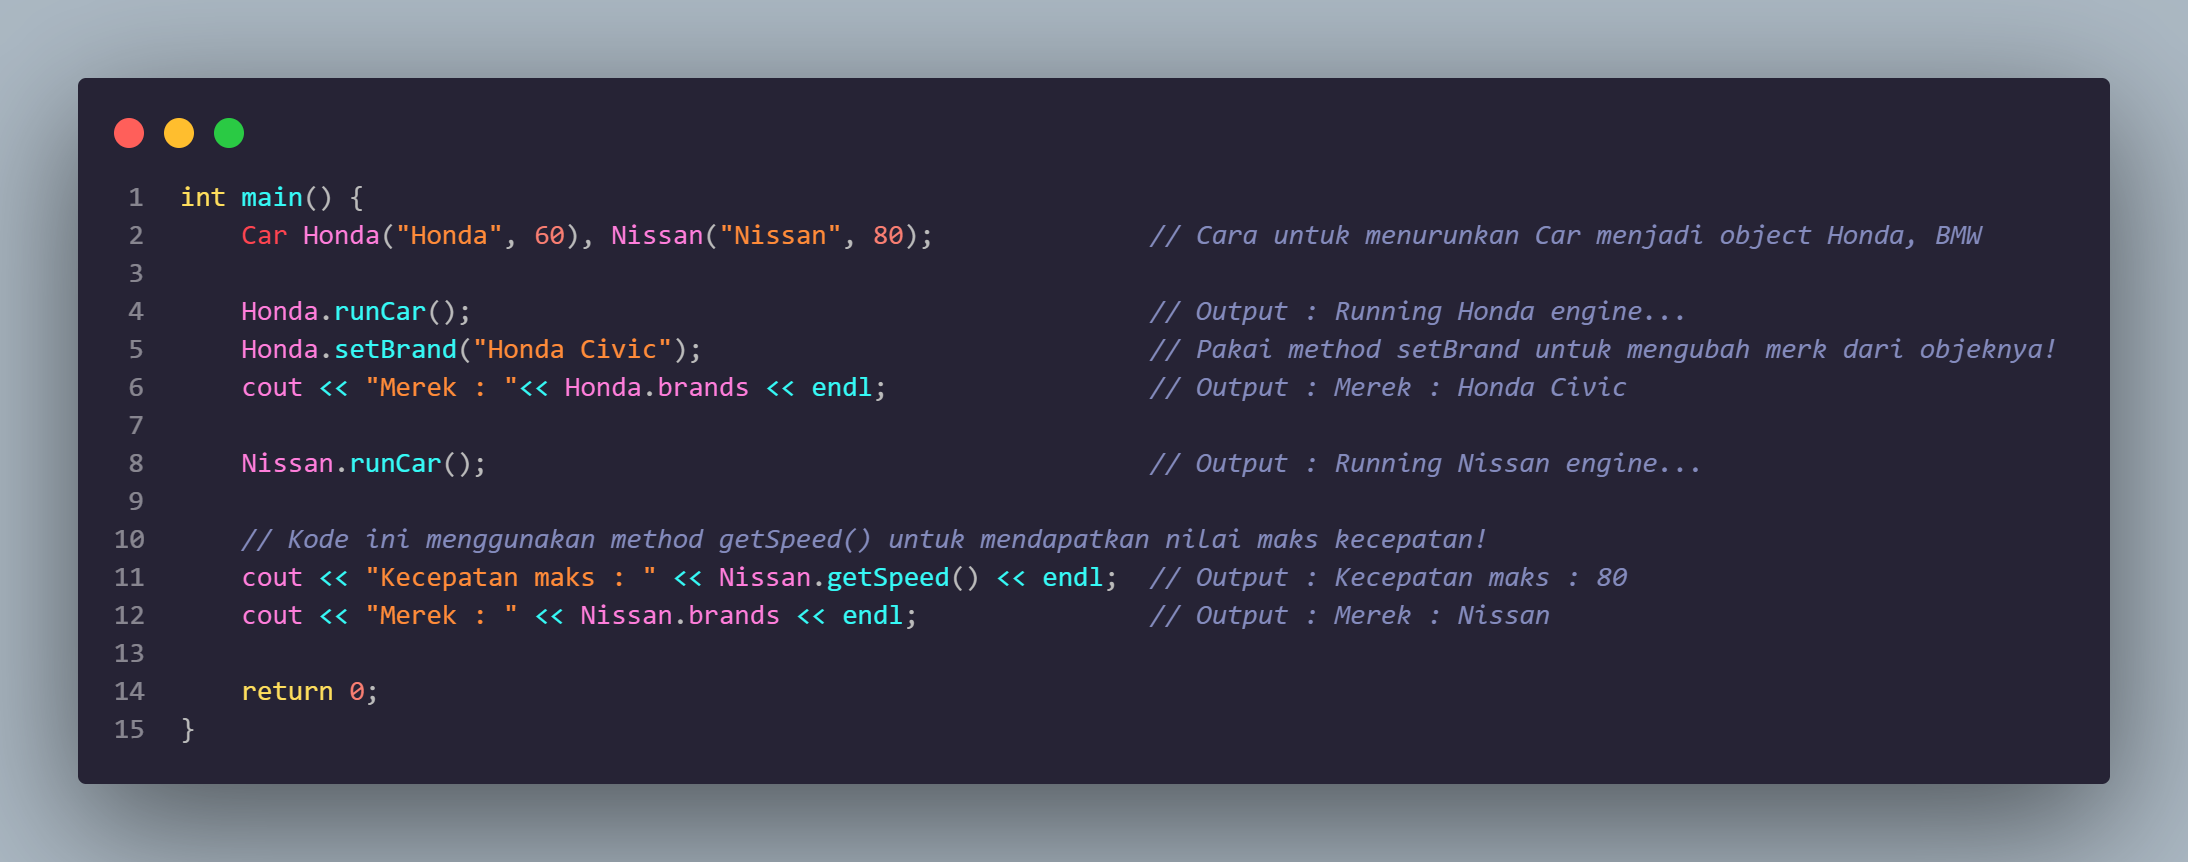 1 int main() {
2     Car Honda("Honda", 60), Nissan("Nissan", 80);              // Cara untuk menurunkan Car menjadi object Honda, BMW
3
4     Honda.runCar();                                            // Output : Running Honda engine...
5     Honda.setBrand("Honda Civic");                             // Pakai method setBrand untuk mengubah merk dari objeknya!
6     cout << "Merek : "<< Honda.brands << endl;                 // Output : Merek : Honda Civic
7
8     Nissan.runCar();                                           // Output : Running Nissan engine...
9
10     // Kode ini menggunakan method getSpeed() untuk mendapatkan nilai maks kecepatan!
11     cout << "Kecepatan maks : " << Nissan.getSpeed() << endl;  // Output : Kecepatan maks : 80
12     cout << "Merek : " << Nissan.brands << endl;               // Output : Merek : Nissan
13
14     return 0;
15 }